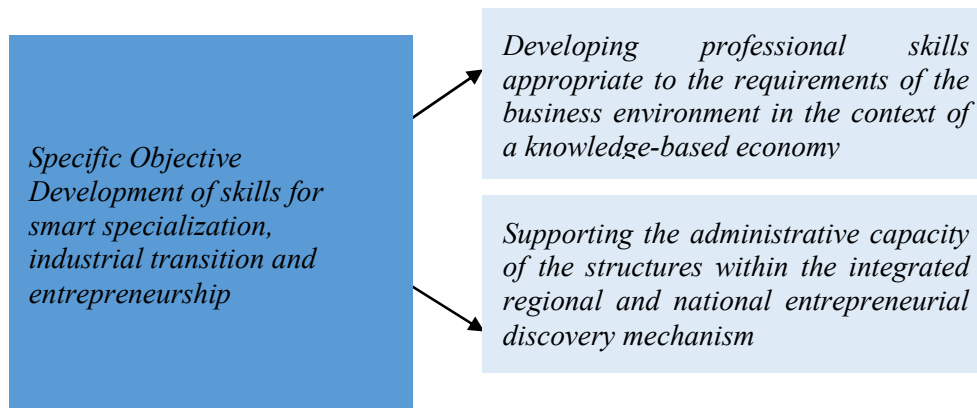 Specific Objective
Development of skills for
smart specialization,
industrial transition and
entrepreneurship
Developing professional skills
appropriate to the requirements of the
business environment in the context of
a knowledge-based economy
Supporting the administrative capacity
of the structures within the integrated
regional and national entrepreneurial
discovery mechanism